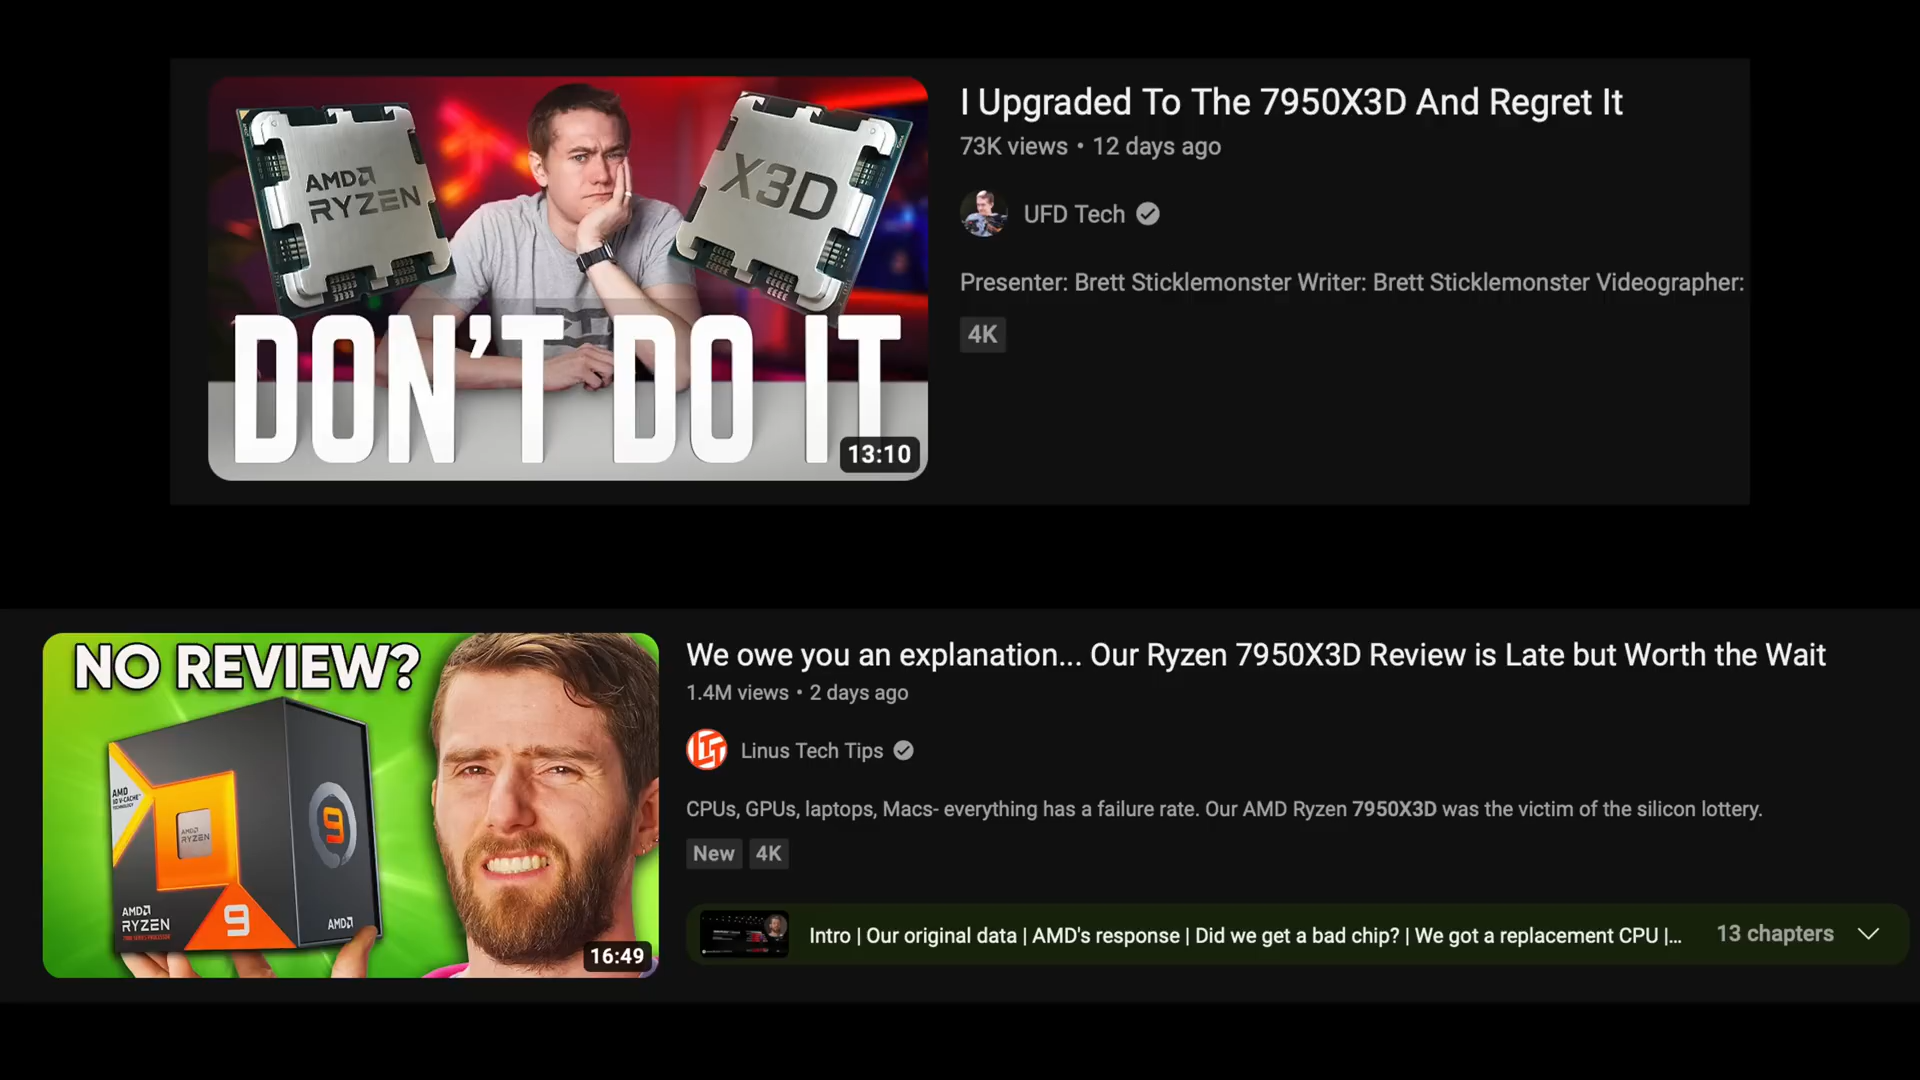 AMD
RYZEN
X3D
DON'T DO IT
13:10
I Upgraded To The 7950X3D And Regret It
73K views • 12 days ago
UFD Tech
Presenter: Brett Sticklemonster Writer: Brett Sticklemonster Videographer:
4K
NO REVIEW?
AMD
3D V-CACHE™
TECHNOLOGY
AMD
RYZEN
9
AMD
RYZEN
9
AMD
16:49
We owe you an explanation... Our Ryzen 7950X3D Review is Late but Worth the Wait
1.4M views • 2 days ago
Linus Tech Tips
CPUs, GPUs, laptops, Macs- everything has a failure rate. Our AMD Ryzen 7950X3D was the victim of the silicon lottery.
New 4K
Intro | Our original data | AMD's response | Did we get a bad chip? | We got a replacement CPU |...
13 chapters